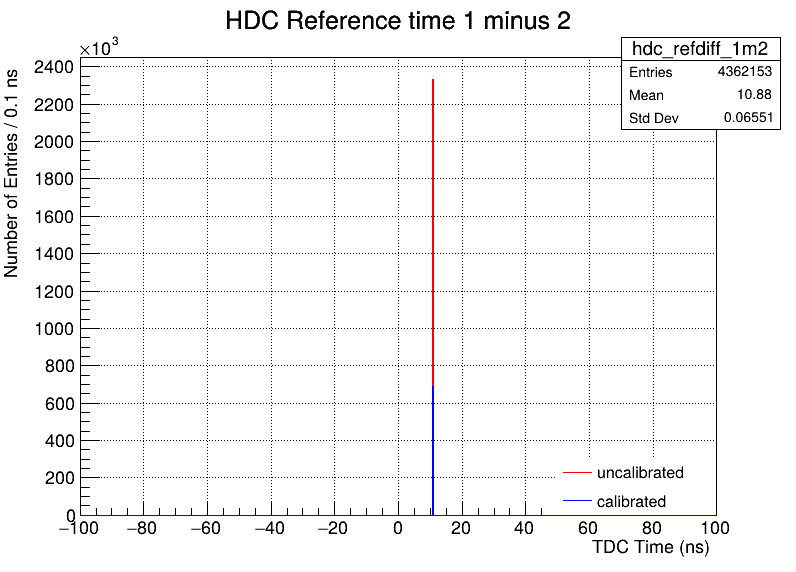 HDC Reference time 1 minus 2
×10³
hdc_refdiff_1m2
Entries 4362153
Mean 10.88
Std Dev 0.06551
Number of Entries / 0.1 ns
2400
2200
2000
1800
1600
1400
1200
1000
800
600
400
200
0
uncalibrated
calibrated
−100 −80 −60 −40 −20 0 20 40 60 80 100
TDC Time (ns)